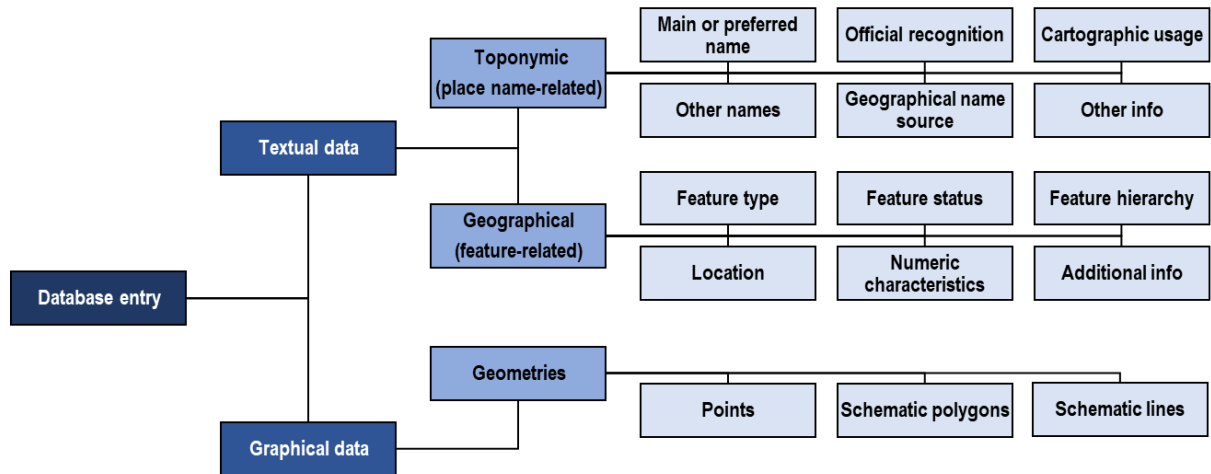 Main or preferred name
Official recognition
Cartographic usage
Toponymic
(place name-related)
Other names
Geographical name
source
Other info
Textual data
Feature type
Feature status
Feature hierarchy
Geographical
(feature-related)
Location
Numeric
characteristics
Additional info
Database entry
Geometries
Points
Schematic polygons
Schematic lines
Graphical data